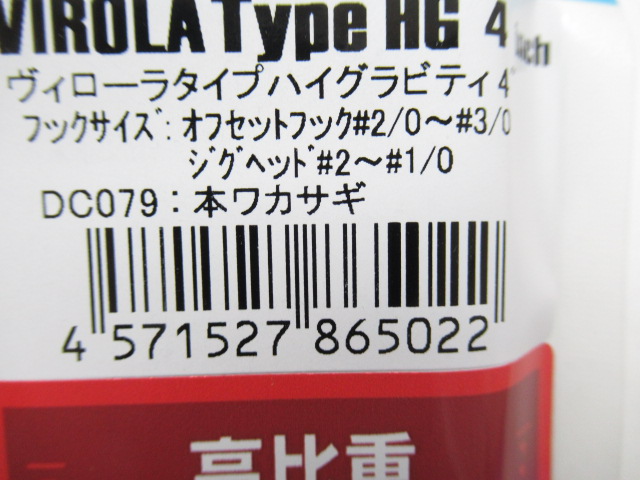 VIROLA Type HG 4 inch
ヴィローラタイプハイグラビティ4"
フックサイズ:オフセットフック#2/0〜#3/0
ジグヘッド#2〜#1/0
DC079:本ワカサギ
4 571527 865022
高比重